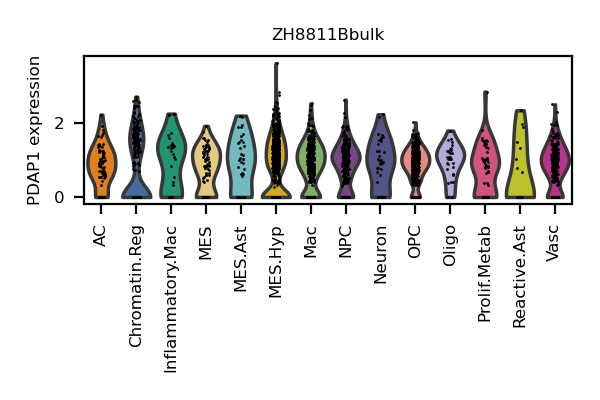 ZH8811Bbulk
PDAP1 expression
2
0
AC
Chromatin.Reg
Inflammatory.Mac
MES
MES.Ast
MES.Hyp
Mac
NPC
Neuron
OPC
Oligo
Prolif.Metab
Reactive.Ast
Vasc